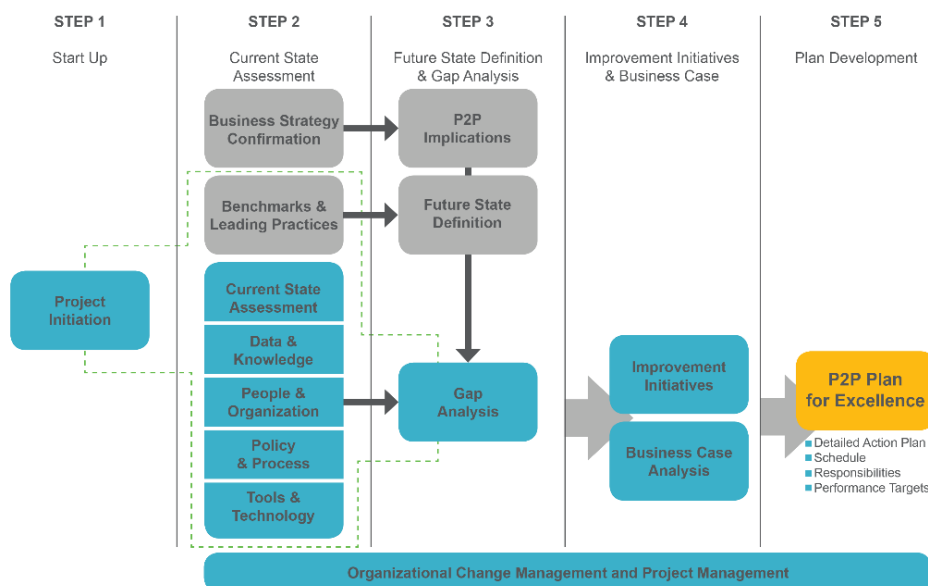 STEP 1
Start Up
STEP 2
Current State
Assessment
STEP 3
Future State Definition
& Gap Analysis
STEP 4
Improvement Initiatives
& Business Case
STEP 5
Plan Development
Business Strategy
Confirmation
P2P
Implications
Benchmarks &
Leading Practices
Future State
Definition
Project
Initiation
Current State
Assessment
Data &
Knowledge
People &
Organization
Policy
& Process
Tools &
Technology
Gap
Analysis
Improvement
Initiatives
Business Case
Analysis
P2P Plan
for Excellence
Detailed Action Plan
Schedule
Responsibilities
Performance Targets
Organizational Change Management and Project Management